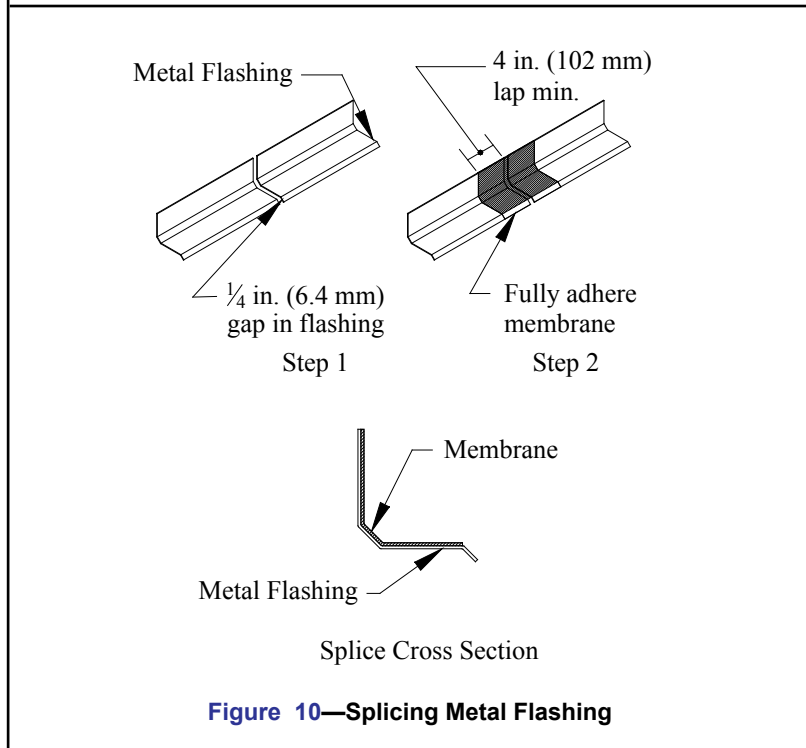 Metal Flashing
4 in. (102 mm)
lap min.
¼ in. (6.4 mm)
gap in flashing
Step 1
Fully adhere
membrane
Step 2
Membrane
Metal Flashing
Splice Cross Section
Figure 10—Splicing Metal Flashing